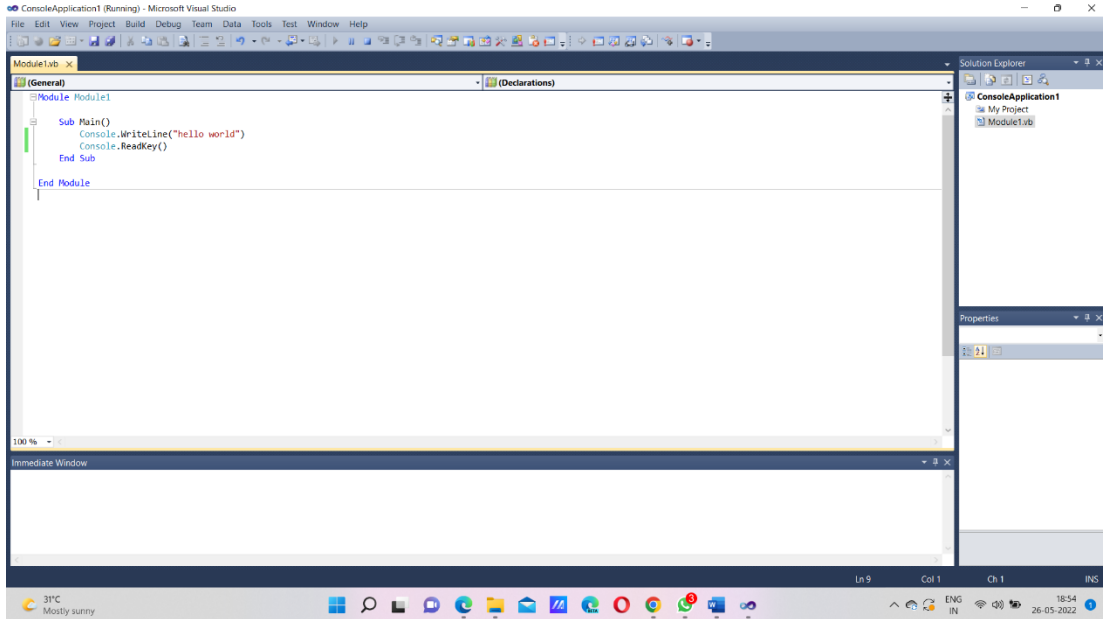 ConsoleApplication1 (Running) - Microsoft Visual Studio
File Edit View Project Build Debug Team Data Tools Test Window Help
Module1.vb
(General) (Declarations)
Module Module1
Sub Main()
Console.WriteLine("hello world")
Console.ReadKey()
End Sub
End Module
100 %
Solution Explorer
ConsoleApplication1
My Project
Module1.vb
Properties
Immediate Window
Ln 9 Col 1 Ch 1 INS
31°C
Mostly sunny
3
ENG
IN
18:54
26-05-2022
1